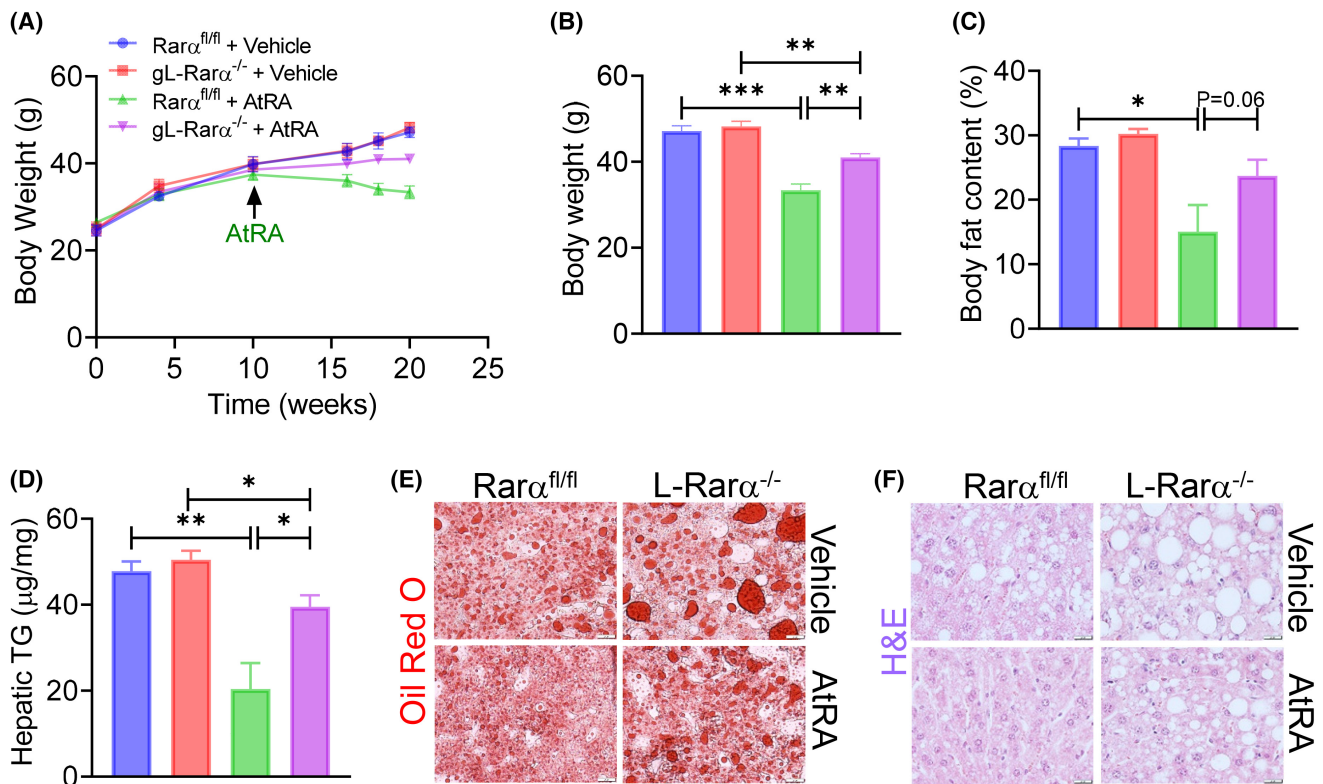 (A)
Rarα^fl/fl + Vehicle
gL-Rarα^-/- + Vehicle
Rarα^fl/fl + AtRA
gL-Rarα^-/- + AtRA
60
40
20
0
Body Weight (g)
AtRA
0 5 10 15 20 25
Time (weeks)
(B)
**
*** **
60
40
20
0
Body weight (g)
(C)
* P=0.06
40
30
20
10
0
Body fat content (%)
(D)
*
** *
60
40
20
0
Hepatic TG (μg/mg)
(E)
Rarα^fl/fl L-Rarα^-/-
Oil Red O
Vehicle
AtRA
(F)
Rarα^fl/fl L-Rarα^-/-
H&E
Vehicle
AtRA